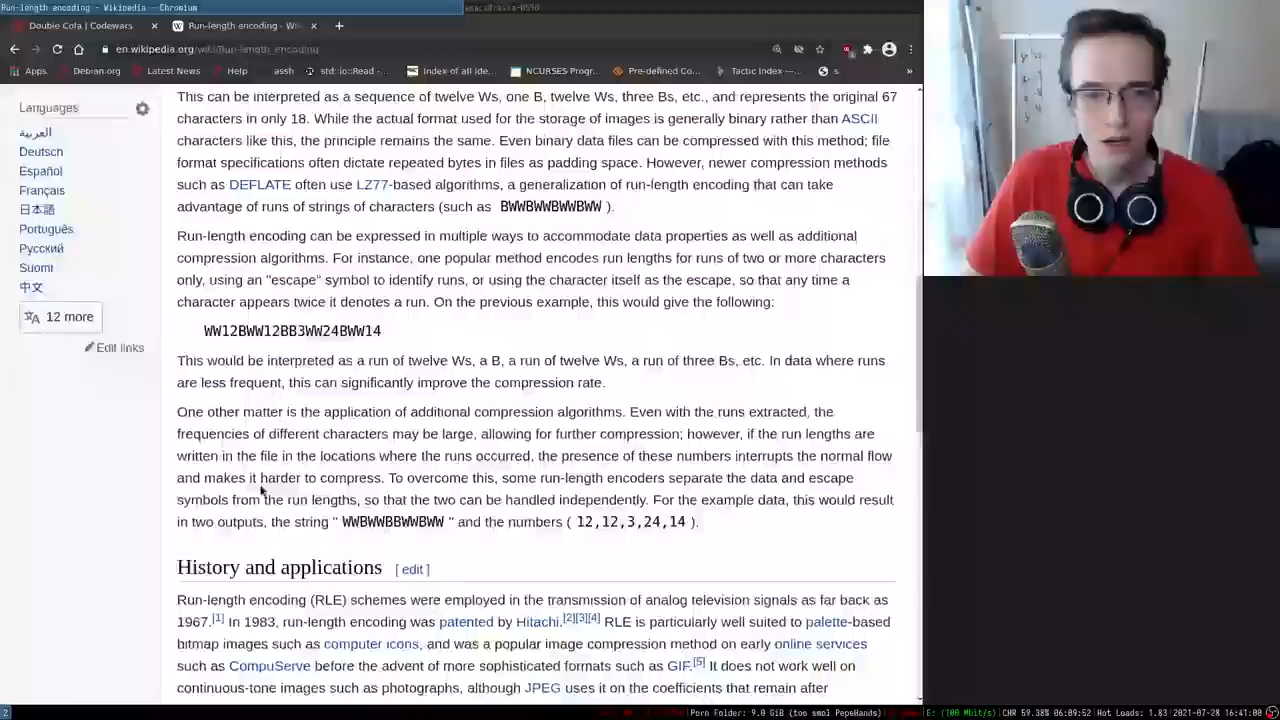 Run-length encoding - Wikipedia - Chromium
Double Cola | Codewars
Run-length encoding - Wi
en.wikipedia.org/wiki/Run-length_encoding
Apps
Debian.org
Latest News
Help
assh
std::io::Read -...
Index of all ide...
NCURSES Progr...
Pre-defined Co...
Tactic Index —...
s
»
Languages
العربية
Deutsch
Español
Français
日本語
Português
Русский
Suomi
中文
12 more
Edit links
This can be interpreted as a sequence of twelve Ws, one B, twelve Ws, three Bs, etc., and represents the original 67
characters in only 18. While the actual format used for the storage of images is generally binary rather than ASCII
characters like this, the principle remains the same. Even binary data files can be compressed with this method; file
format specifications often dictate repeated bytes in files as padding space. However, newer compression methods
such as DEFLATE often use LZ77-based algorithms, a generalization of run-length encoding that can take
advantage of runs of strings of characters (such as BWWBWWBWWBWW ).
Run-length encoding can be expressed in multiple ways to accommodate data properties as well as additional
compression algorithms. For instance, one popular method encodes run lengths for runs of two or more characters
only, using an "escape" symbol to identify runs, or using the character itself as the escape, so that any time a
character appears twice it denotes a run. On the previous example, this would give the following:
WW12BWW12BB3WW24BWW14
This would be interpreted as a run of twelve Ws, a B, a run of twelve Ws, a run of three Bs, etc. In data where runs
are less frequent, this can significantly improve the compression rate.
One other matter is the application of additional compression algorithms. Even with the runs extracted, the
frequencies of different characters may be large, allowing for further compression; however, if the run lengths are
written in the file in the locations where the runs occurred, the presence of these numbers interrupts the normal flow
and makes it harder to compress. To overcome this, some run-length encoders separate the data and escape
symbols from the run lengths, so that the two can be handled independently. For the example data, this would result
in two outputs, the string " WWBWWBBWWBWW " and the numbers ( 12,12,3,24,14 ).
History and applications [ edit ]
Run-length encoding (RLE) schemes were employed in the transmission of analog television signals as far back as
1967.[1] In 1983, run-length encoding was patented by Hitachi.[2][3][4] RLE is particularly well suited to palette-based
bitmap images such as computer icons, and was a popular image compression method on early online services
such as CompuServe before the advent of more sophisticated formats such as GIF.[5] It does not work well on
continuous-tone images such as photographs, although JPEG uses it on the coefficients that remain after
2
Porn Folder: 9.0 GiB (too smol PepeHands)
E: (100 Mbit/s)
CHR 59.38% 06:09:52
Hot Loads: 1.83
2021-07-28 16:41:00